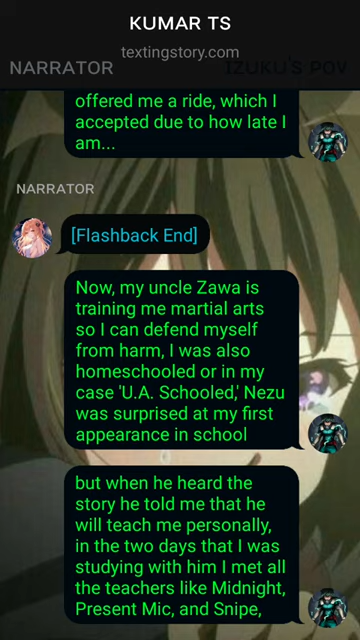 KUMAR TS
textingstory.com
NARRATOR IZUKU'S POV
offered me a ride, which I
accepted due to how late I
am...
NARRATOR
[Flashback End]
Now, my uncle Zawa is
training me martial arts
so I can defend myself
from harm, I was also
homeschooled or in my
case 'U.A. Schooled,' Nezu
was surprised at my first
appearance in school
but when he heard the
story he told me that he
will teach me personally,
in the two days that I was
studying with him I met all
the teachers like Midnight,
Present Mic, and Snipe,